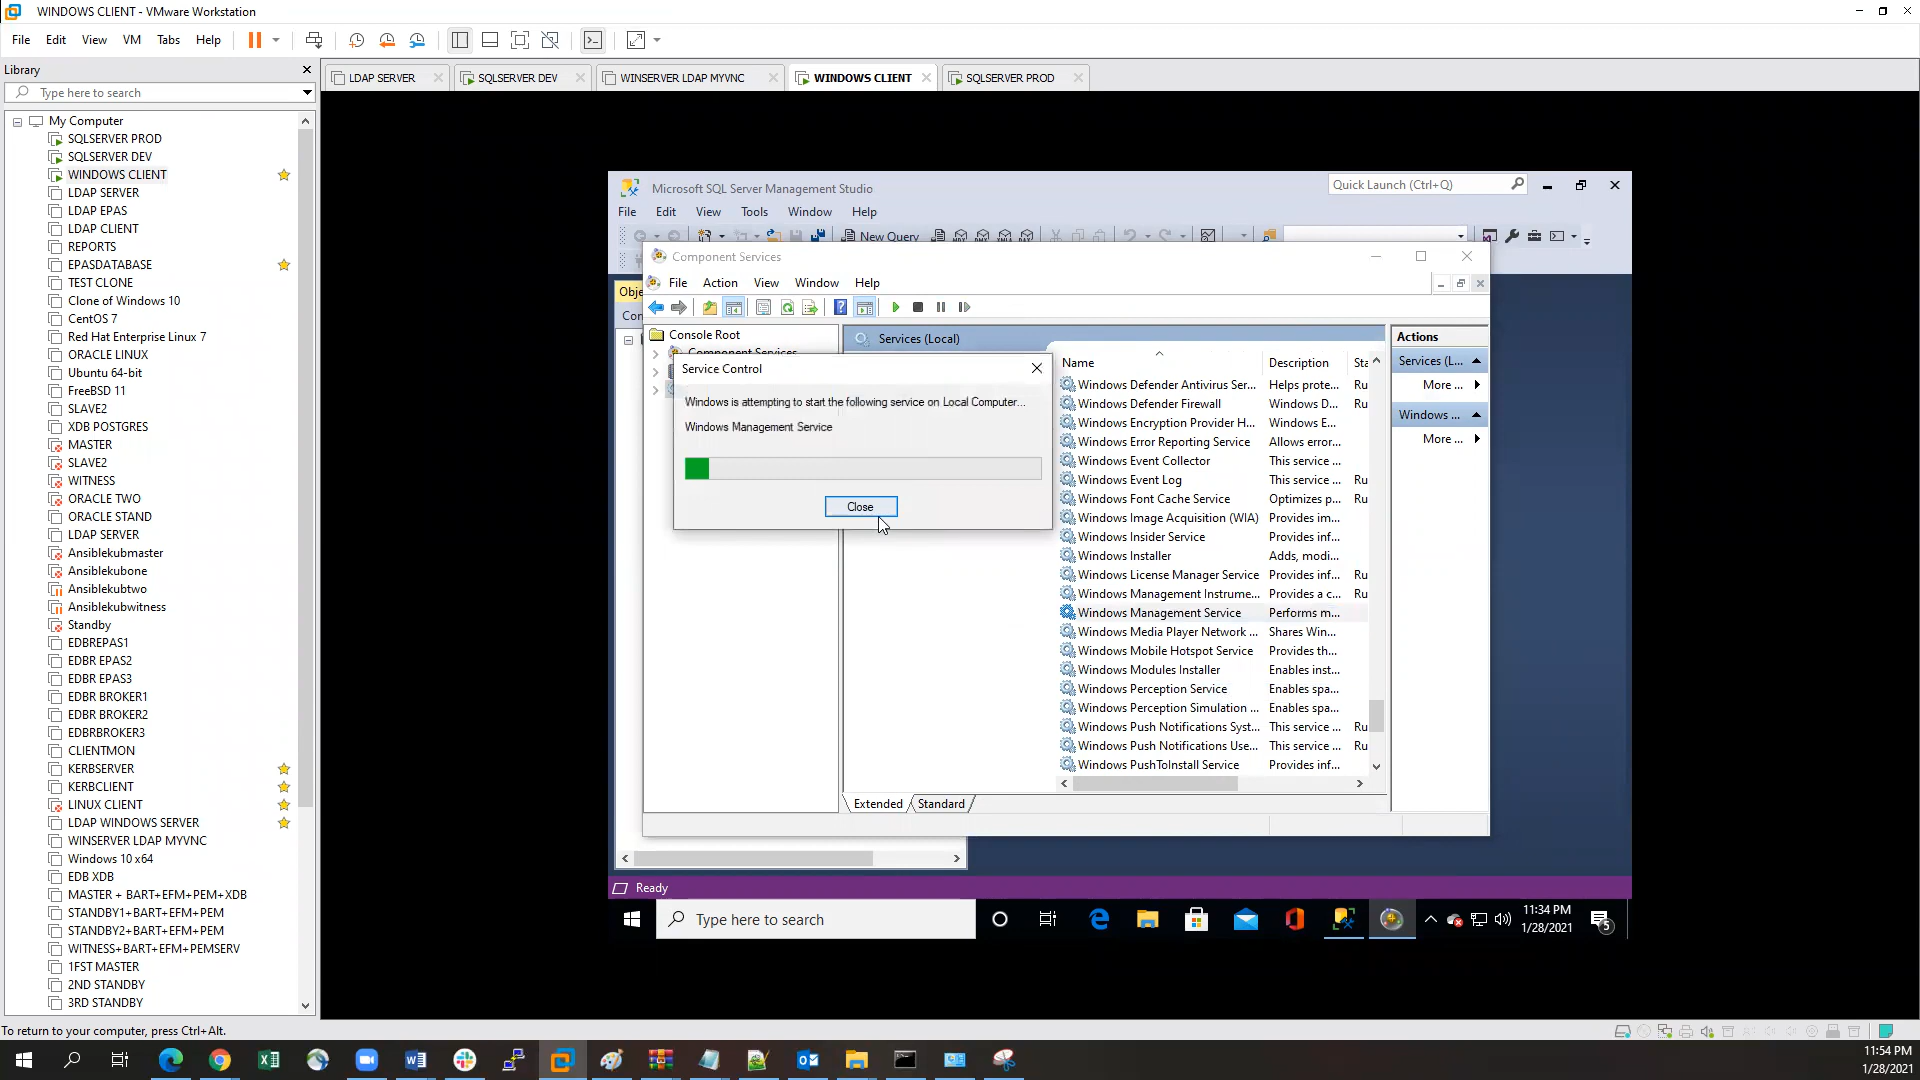 WINDOWS CLIENT - VMware Workstation
File Edit View VM Tabs Help
Library
Type here to search
My Computer
SQLSERVER PROD
SQLSERVER DEV
WINDOWS CLIENT
LDAP SERVER
LDAP EPAS
LDAP CLIENT
REPORTS
EPASDATABASE
TEST CLONE
Clone of Windows 10
CentOS 7
Red Hat Enterprise Linux 7
ORACLE LINUX
Ubuntu 64-bit
FreeBSD 11
SLAVE2
XDB POSTGRES
MASTER
SLAVE2
WITNESS
ORACLE TWO
ORACLE STAND
LDAP SERVER
Ansiblekubmaster
Ansiblekubone
Ansiblekubtwo
Ansiblekubwitness
Standby
EDBREPAS1
EDBR EPAS2
EDBR EPAS3
EDBR BROKER1
EDBR BROKER2
EDBRBROKER3
CLIENTMON
KERBSERVER
KERBCLIENT
LINUX CLIENT
LDAP WINDOWS SERVER
WINSERVER LDAP MYVNC
Windows 10 x64
EDB XDB
MASTER + BART+EFM+PEM+XDB
STANDBY1+BART+EFM+PEM
STANDBY2+BART+EFM+PEM
WITNESS+BART+EFM+PEMSERV
1FST MASTER
2ND STANDBY
3RD STANDBY
LDAP SERVER SQLSERVER DEV WINSERVER LDAP MYVNC WINDOWS CLIENT SQLSERVER PROD
Microsoft SQL Server Management Studio
Quick Launch (Ctrl+Q)
File Edit View Tools Window Help
New Query
Obje
Con
Component Services
File Action View Window Help
Console Root
Component Services
Services (Local)
Service Control
Windows is attempting to start the following service on Local Computer...
Windows Management Service
Close
Name Description Sta
Windows Defender Antivirus Ser... Helps prote... Ru
Windows Defender Firewall Windows D... Ru
Windows Encryption Provider H... Windows E...
Windows Error Reporting Service Allows error...
Windows Event Collector This service ...
Windows Event Log This service ... Ru
Windows Font Cache Service Optimizes p... Ru
Windows Image Acquisition (WIA) Provides im...
Windows Insider Service Provides inf...
Windows Installer Adds, modi...
Windows License Manager Service Provides inf... Ru
Windows Management Instrume... Provides a c... Ru
Windows Management Service Performs m...
Windows Media Player Network ... Shares Win...
Windows Mobile Hotspot Service Provides th...
Windows Modules Installer Enables inst...
Windows Perception Service Enables spa...
Windows Perception Simulation ... Enables spa...
Windows Push Notifications Syst... This service ... Ru
Windows Push Notifications Use... This service ... Ru
Windows PushToInstall Service Provides inf...
Actions
Services (L...
More ...
Windows ...
More ...
Extended Standard
Ready
Type here to search
11:34 PM
1/28/2021
5
To return to your computer, press Ctrl+Alt.
11:54 PM
1/28/2021